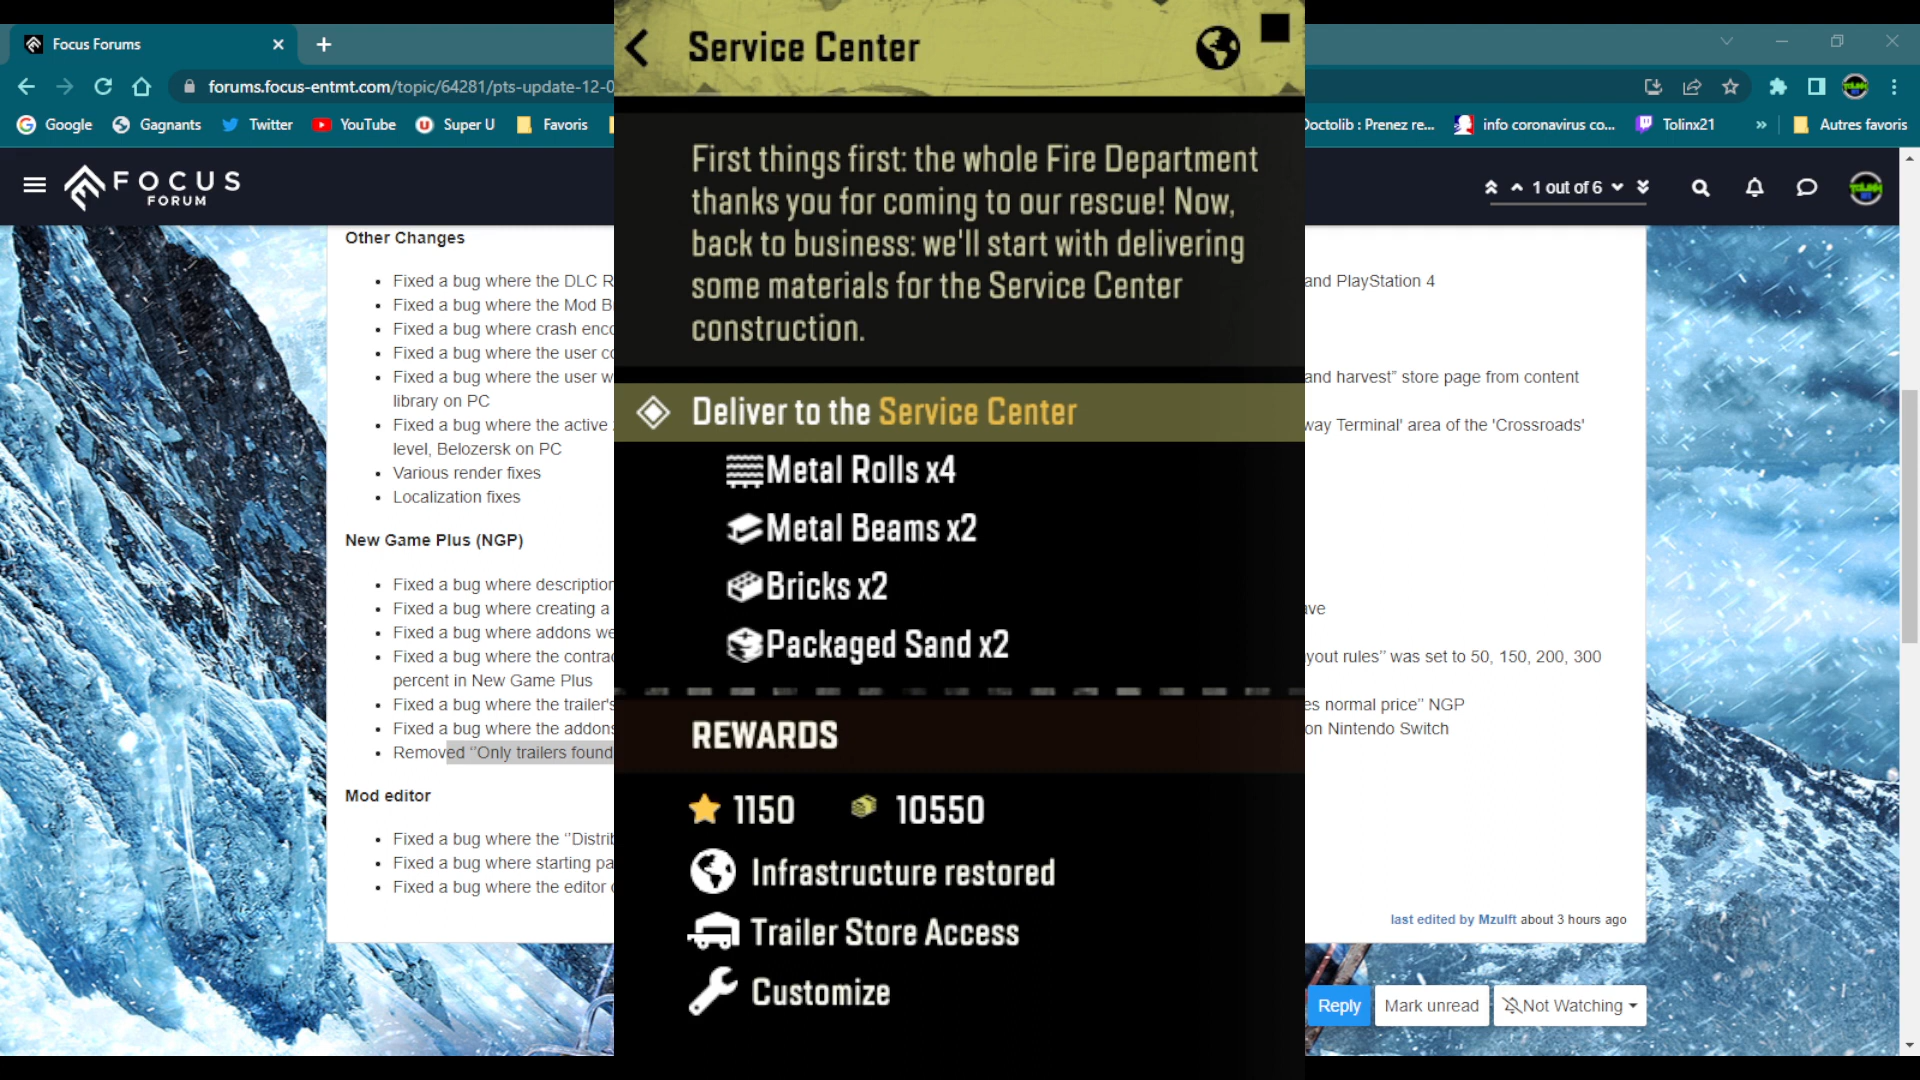 Focus Forums
forums.focus-entmt.com/topic/64281/pts-update-12-0
Google
Gagnants
Twitter
YouTube
Super U
Favoris
Doctolib : Prenez re...
info coronavirus co...
Tolinx21
»
Autres favoris
FOCUS
FORUM
1 out of 6
Other Changes
Fixed a bug where the DLC R
and PlayStation 4
Fixed a bug where the Mod B
Fixed a bug where crash enco
Fixed a bug where the user co
Fixed a bug where the user w
and harvest” store page from content
library on PC
Fixed a bug where the active
way Terminal' area of the 'Crossroads'
level, Belozersk on PC
Various render fixes
Localization fixes
New Game Plus (NGP)
Fixed a bug where description
Fixed a bug where creating a
ave
Fixed a bug where addons we
Fixed a bug where the contrac
yout rules’’ was set to 50, 150, 200, 300
percent in New Game Plus
Fixed a bug where the trailer's
es normal price’’ NGP
Fixed a bug where the addons
on Nintendo Switch
Removed ‘’Only trailers found
Mod editor
Fixed a bug where the ‘’Distrib
Fixed a bug where starting pa
Fixed a bug where the editor
last edited by Mzulft about 3 hours ago
Reply
Mark unread
Not Watching
Service Center
First things first: the whole Fire Department
thanks you for coming to our rescue! Now,
back to business: we'll start with delivering
some materials for the Service Center
construction.
Deliver to the Service Center
Metal Rolls x4
Metal Beams x2
Bricks x2
Packaged Sand x2
REWARDS
1150 10550
Infrastructure restored
Trailer Store Access
Customize